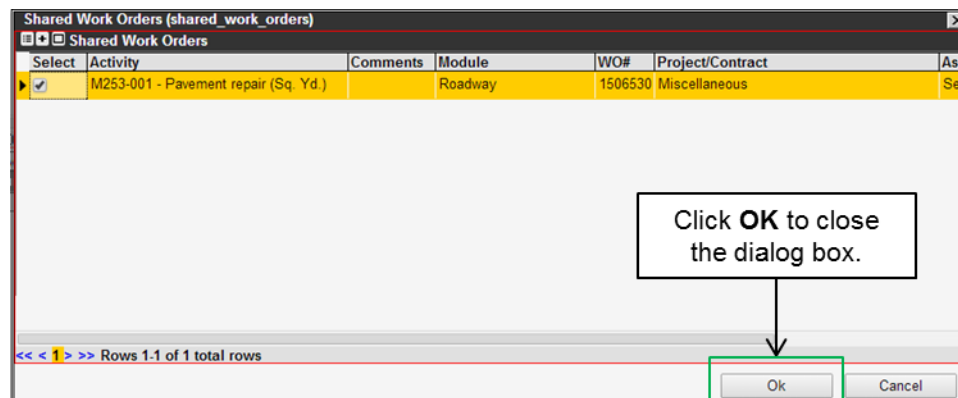 Shared Work Orders (shared_work_orders)
Shared Work Orders
Select Activity Comments Module WO# Project/Contract As
M253-001 - Pavement repair (Sq. Yd.) Roadway 1506530 Miscellaneous Se
Click OK to close
the dialog box.
<< < 1 > >> Rows 1-1 of 1 total rows
Ok Cancel